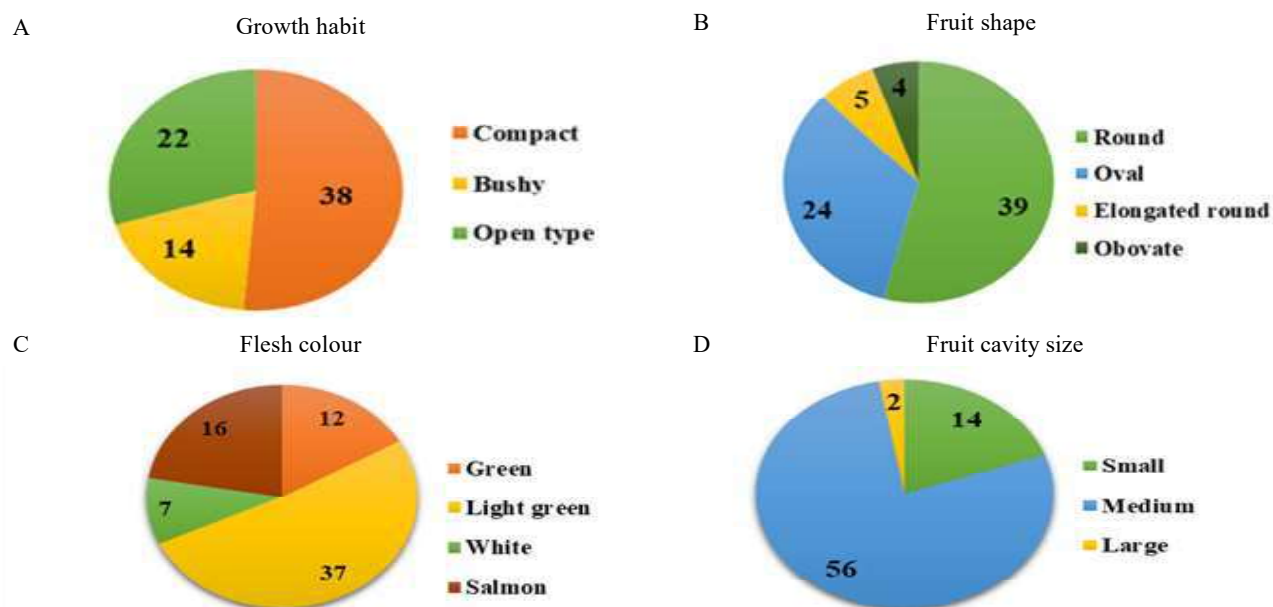 A
Growth habit
22
38
14
Compact
Bushy
Open type
B
Fruit shape
4
5
24
39
Round
Oval
Elongated round
Obovate
C
Flesh colour
16
12
7
37
Green
Light green
White
Salmon
D
Fruit cavity size
2
14
56
Small
Medium
Large